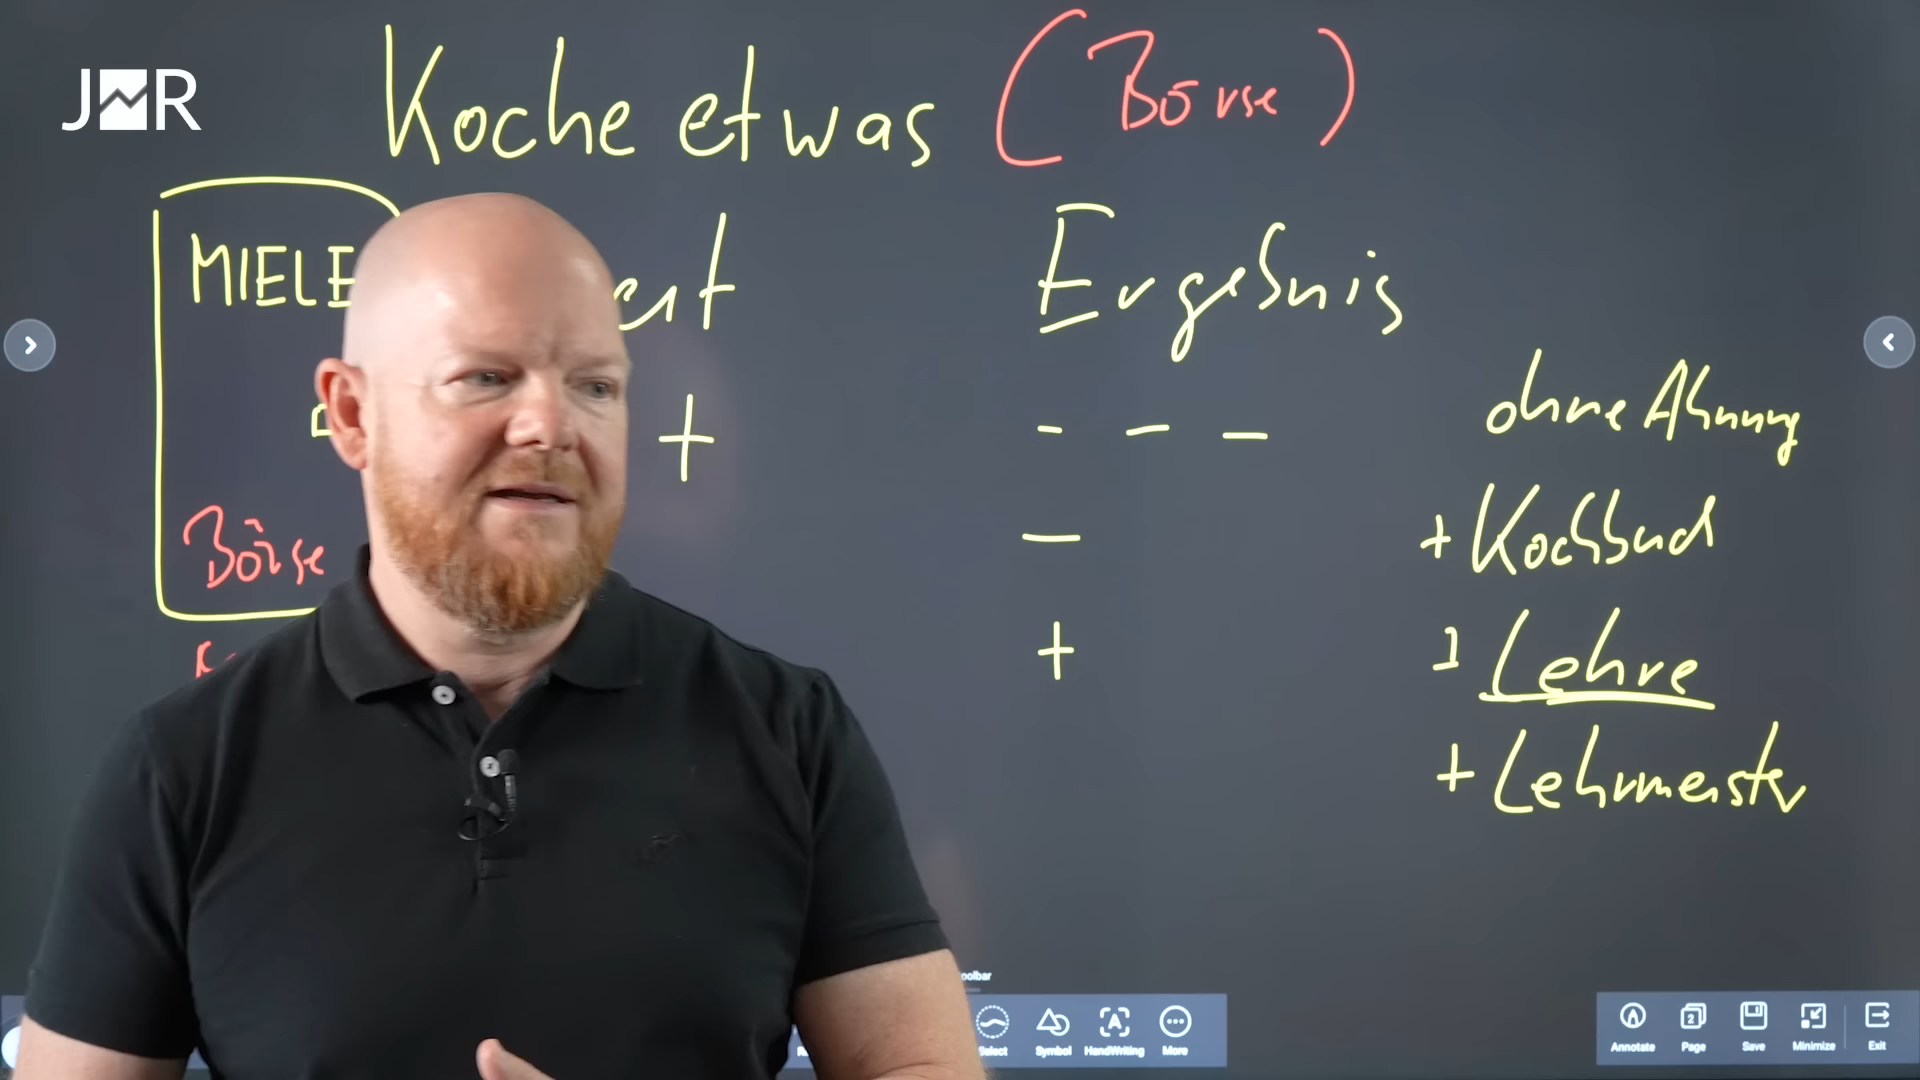 J R
Koche etwas (Börse)
MIELE
Ergebnis
ohne Ahnung
+
- - -
Börse
-
+ Kochbuch
+
Lehre
+ Lehrmeister
oolbar
Select Symbol HandWriting More
Annotate Page Save Minimize Exit